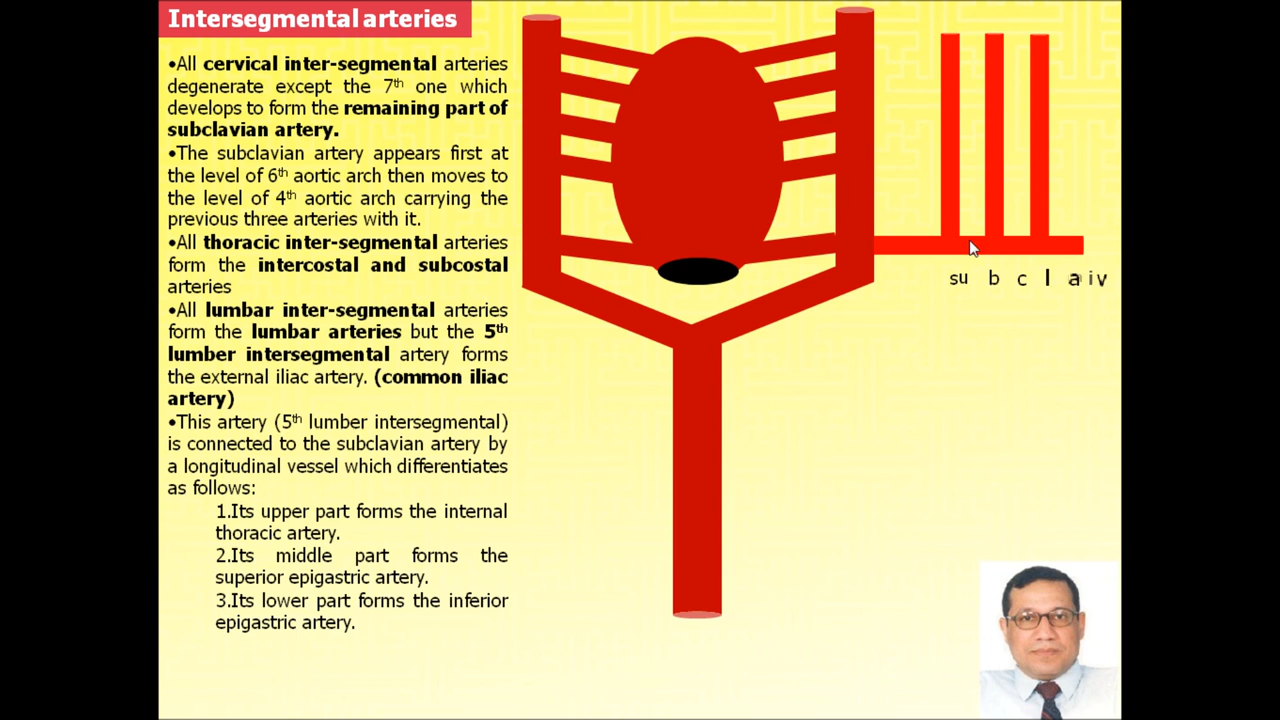 Intersegmental arteries
•All cervical inter-segmental arteries
degenerate except the 7th one which
develops to form the remaining part of
subclavian artery.
•The subclavian artery appears first at
the level of 6th aortic arch then moves to
the level of 4th aortic arch carrying the
previous three arteries with it.
•All thoracic inter-segmental arteries
form the intercostal and subcostal
arteries
•All lumbar inter-segmental arteries
form the lumbar arteries but the 5th
lumber intersegmental artery forms
the external iliac artery. (common iliac
artery)
•This artery (5th lumber intersegmental)
is connected to the subclavian artery by
a longitudinal vessel which differentiates
as follows:
1.Its upper part forms the internal
thoracic artery.
2.Its middle part forms the
superior epigastric artery.
3.Its lower part forms the inferior
epigastric artery.